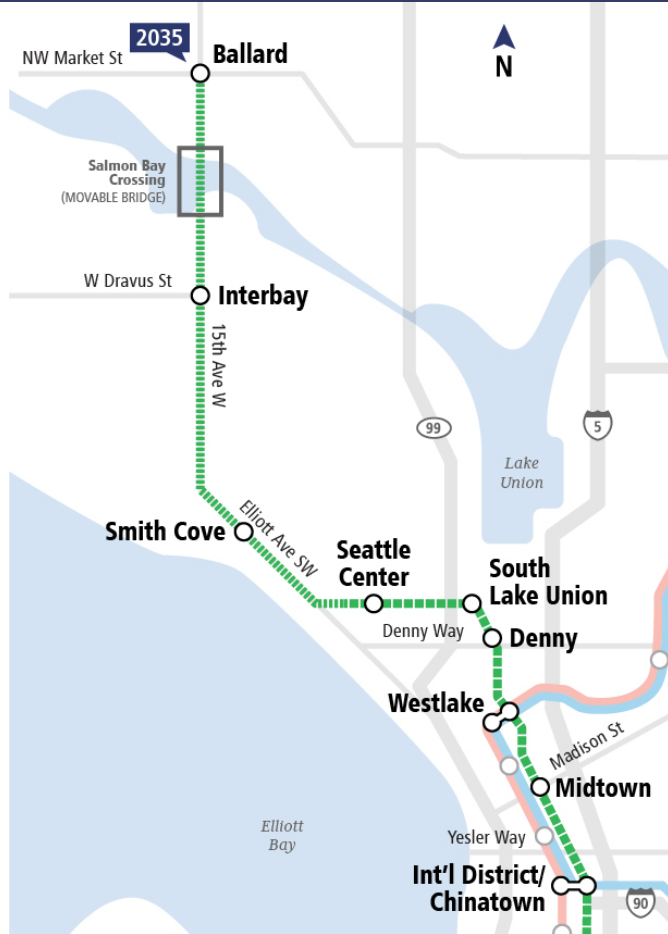 2035
Ballard
NW Market St
N
Salmon Bay
Crossing
(MOVABLE BRIDGE)
W Dravus St
Interbay
15th Ave W
99
5
Lake
Union
Smith Cove
Elliott Ave SW
Seattle
Center
South
Lake Union
Denny Way
Denny
Westlake
Madison St
Midtown
Elliott
Bay
Yesler Way
Int'l District/
Chinatown
90